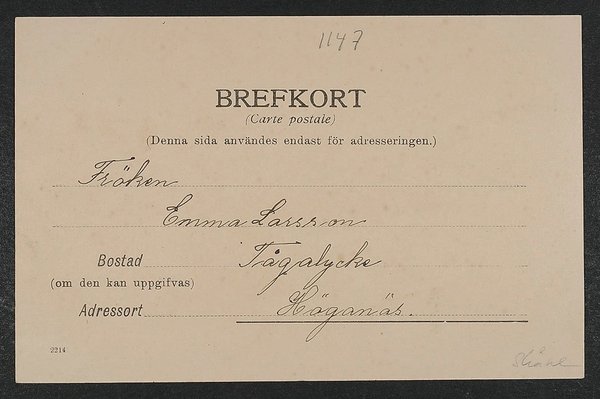 1147
BREFKORT
(Carte postale)
(Denna sida användes endast för adresseringen.)
Fröken
Emma Larsson
Bostad Tågalycke
(om den kan uppgifvas)
Adressort Höganäs.
2214